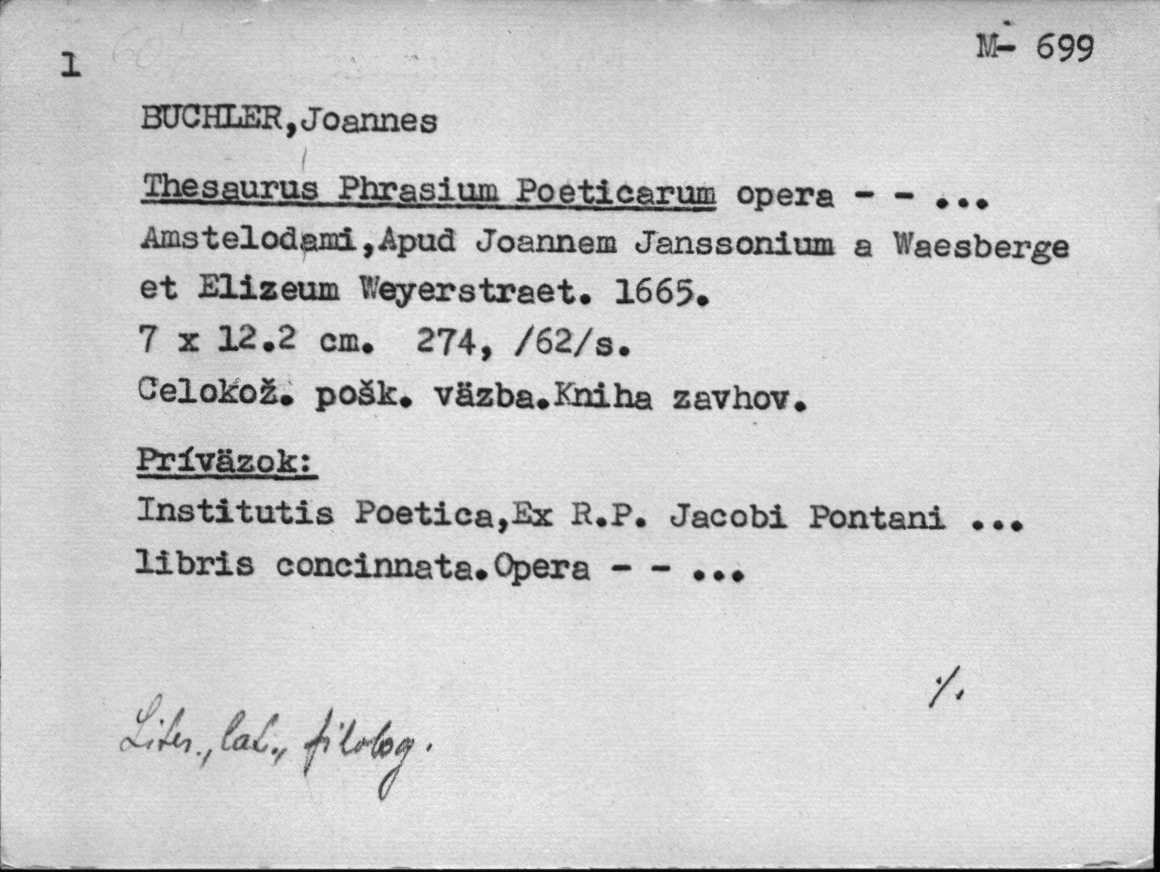 1
M- 699
BUCHLER,Joannes
Thesaurus Phrasium Poeticarum opera - - ...
Amstelodami,Apud Joannem Janssonium a Waesberge
et Elizeum Weyerstraet. 1665.
7 x 12.2 cm. 274, /62/s.
Celokož. pošk. väzba.Kniha zavhov.
Príväzok:
Institutis Poetica,Ex R.P. Jacobi Pontani ...
libris concinnata.Opera - - ...
·/.
Liter., lat., filolog.